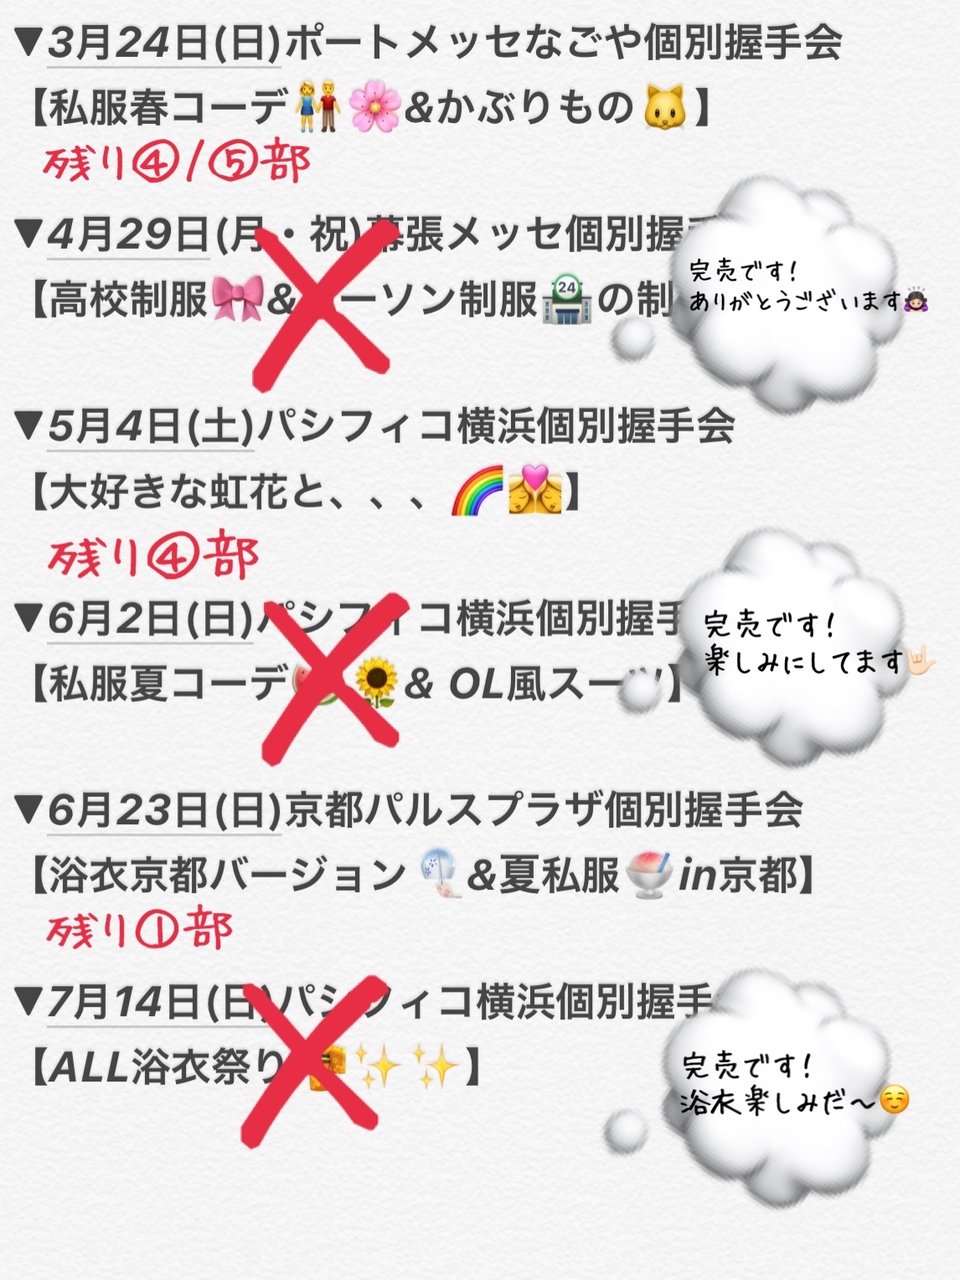 ▼3月24日(日)ポートメッセなごや個別握手会
【私服春コーデ👫🌸&かぶりもの🐱】
残り④/⑤部
▼4月29日(月・祝)幕張メッセ個別握手
【高校制服🎀&ーソン制服🏪の制
完売です!
ありがとうございます🙇🏻‍♀️
▼5月4日(土)パシフィコ横浜個別握手会
【大好きな虹花と、、、🌈👩‍❤️‍💋‍👩】
残り④部
▼6月2日(日)パシフィコ横浜個別握手
【私服夏コーデ🍉🌻& OL風スーツ】
完売です!
楽しみにしてます🤟🏻
▼6月23日(日)京都パルスプラザ個別握手会
【浴衣京都バージョン🎐&夏私服🍧in京都】
残り①部
▼7月14日(日)パシフィコ横浜個別握手
【ALL浴衣祭り✨✨】
完売です!
浴衣楽しみだ〜☺️